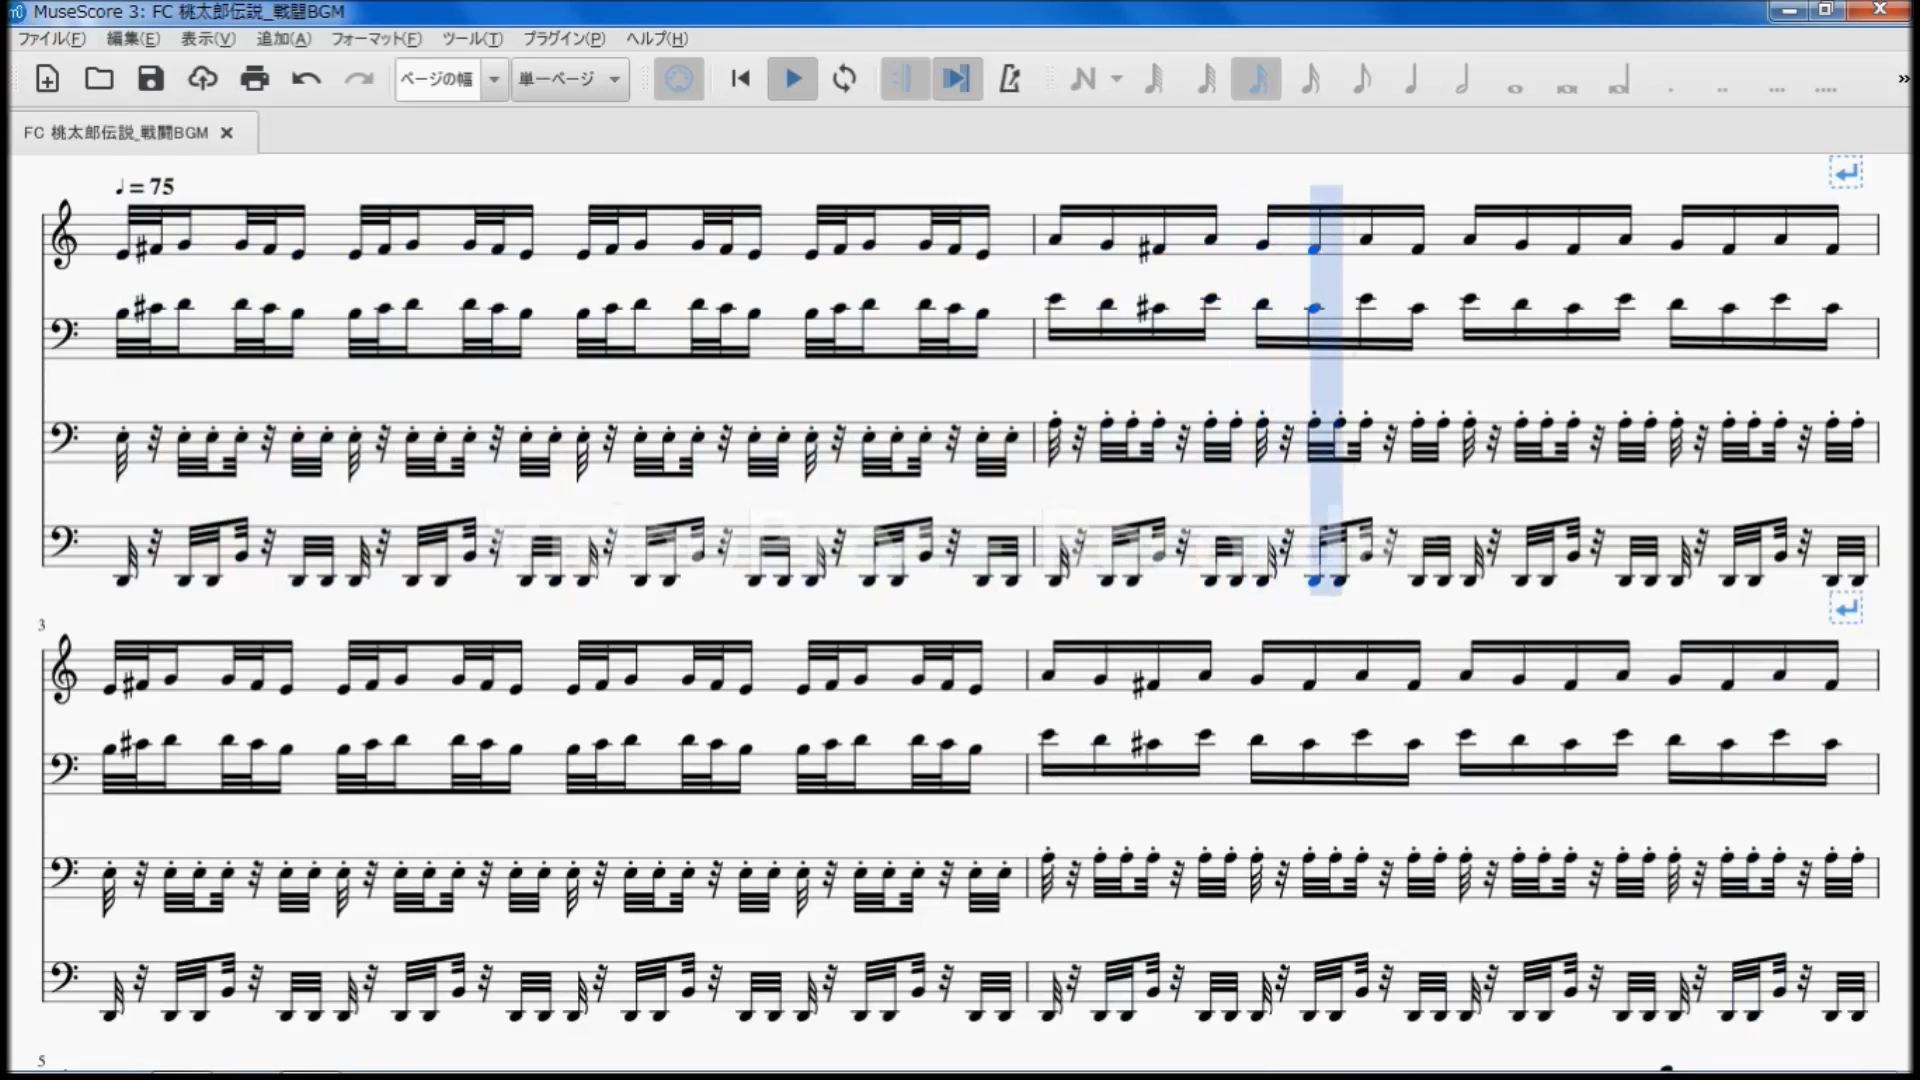 MuseScore 3: FC 桃太郎伝説_戦闘BGM
ファイル(F) 編集(E) 表示(V) 追加(A) フォーマット(F) ツール(T) プラグイン(P) ヘルプ(H)
ページの幅 単一ページ
FC 桃太郎伝説_戦闘BGM
♩= 75
3
5